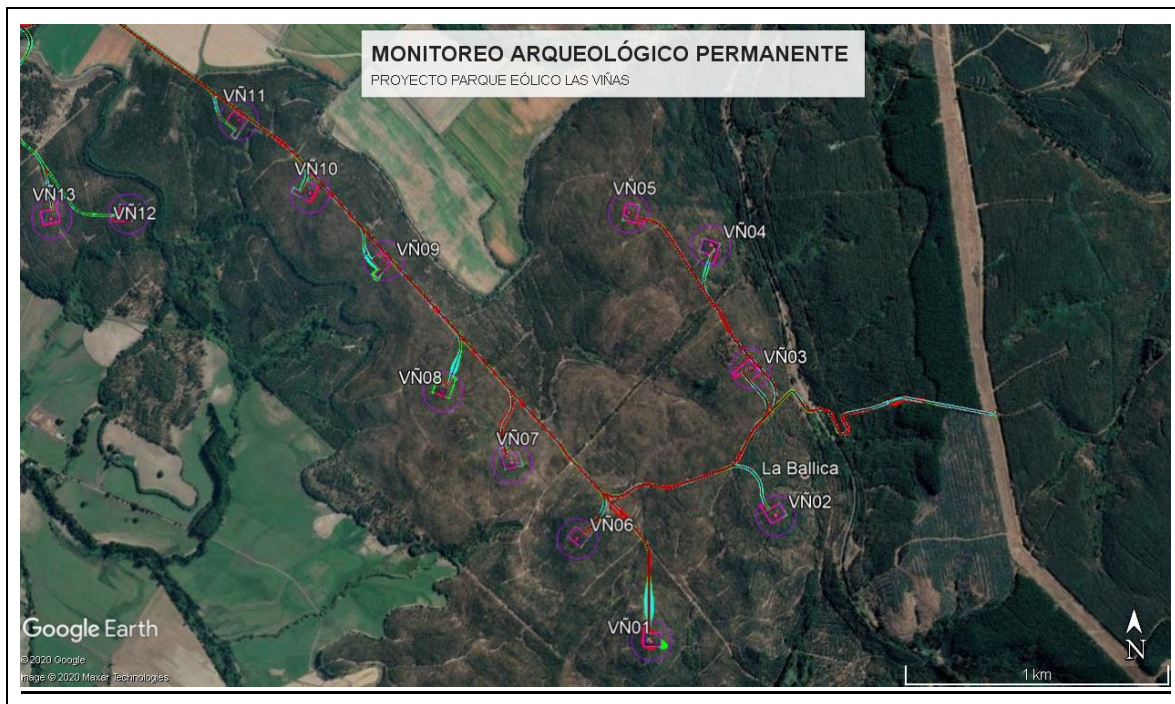 MONITOREO ARQUEOLÓGICO PERMANENTE
PROYECTO PARQUE EÓLICO LAS VIÑAS
VÑ11
VÑ10
VÑ13
VÑ12
VÑ05
VÑ04
VÑ09
VÑ03
VÑ08
VÑ07
La Ballica
VÑ02
VÑ06
VÑ01
Google Earth
© 2020 Google
Image © 2020 Maxar Technologies
N
1 km